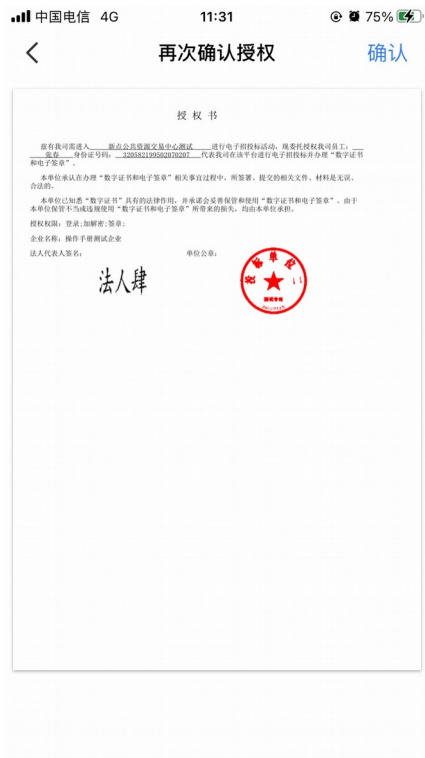 中国电信 4G 11:31 75%
再次确认授权 确认
授 权 书
兹有我司需进入 新点公共资源交易中心测试 进行电子招投标活动，现委托授权我司员工：
张春 身份证号码： 320582199502070207 代表我司在该平台进行电子招投标并办理“数字证书
和电子签章”。
本单位承认在办理“数字证书和电子签章”相关事宜过程中，所签署、提交的相关文件、材料是无误、
合法的。
本单位已知悉“数字证书”具有的法律作用，并承诺会妥善保管和使用“数字证书和电子签章”。由于
本单位保管不当或违规使用“数字证书和电子签章”所带来的损失，均由本单位承担。
授权权限：登录;加解密;签章;
企业名称：操作手册测试企业
法人代表人签名： 单位公章：
法人肆
投标单位二
测试专用